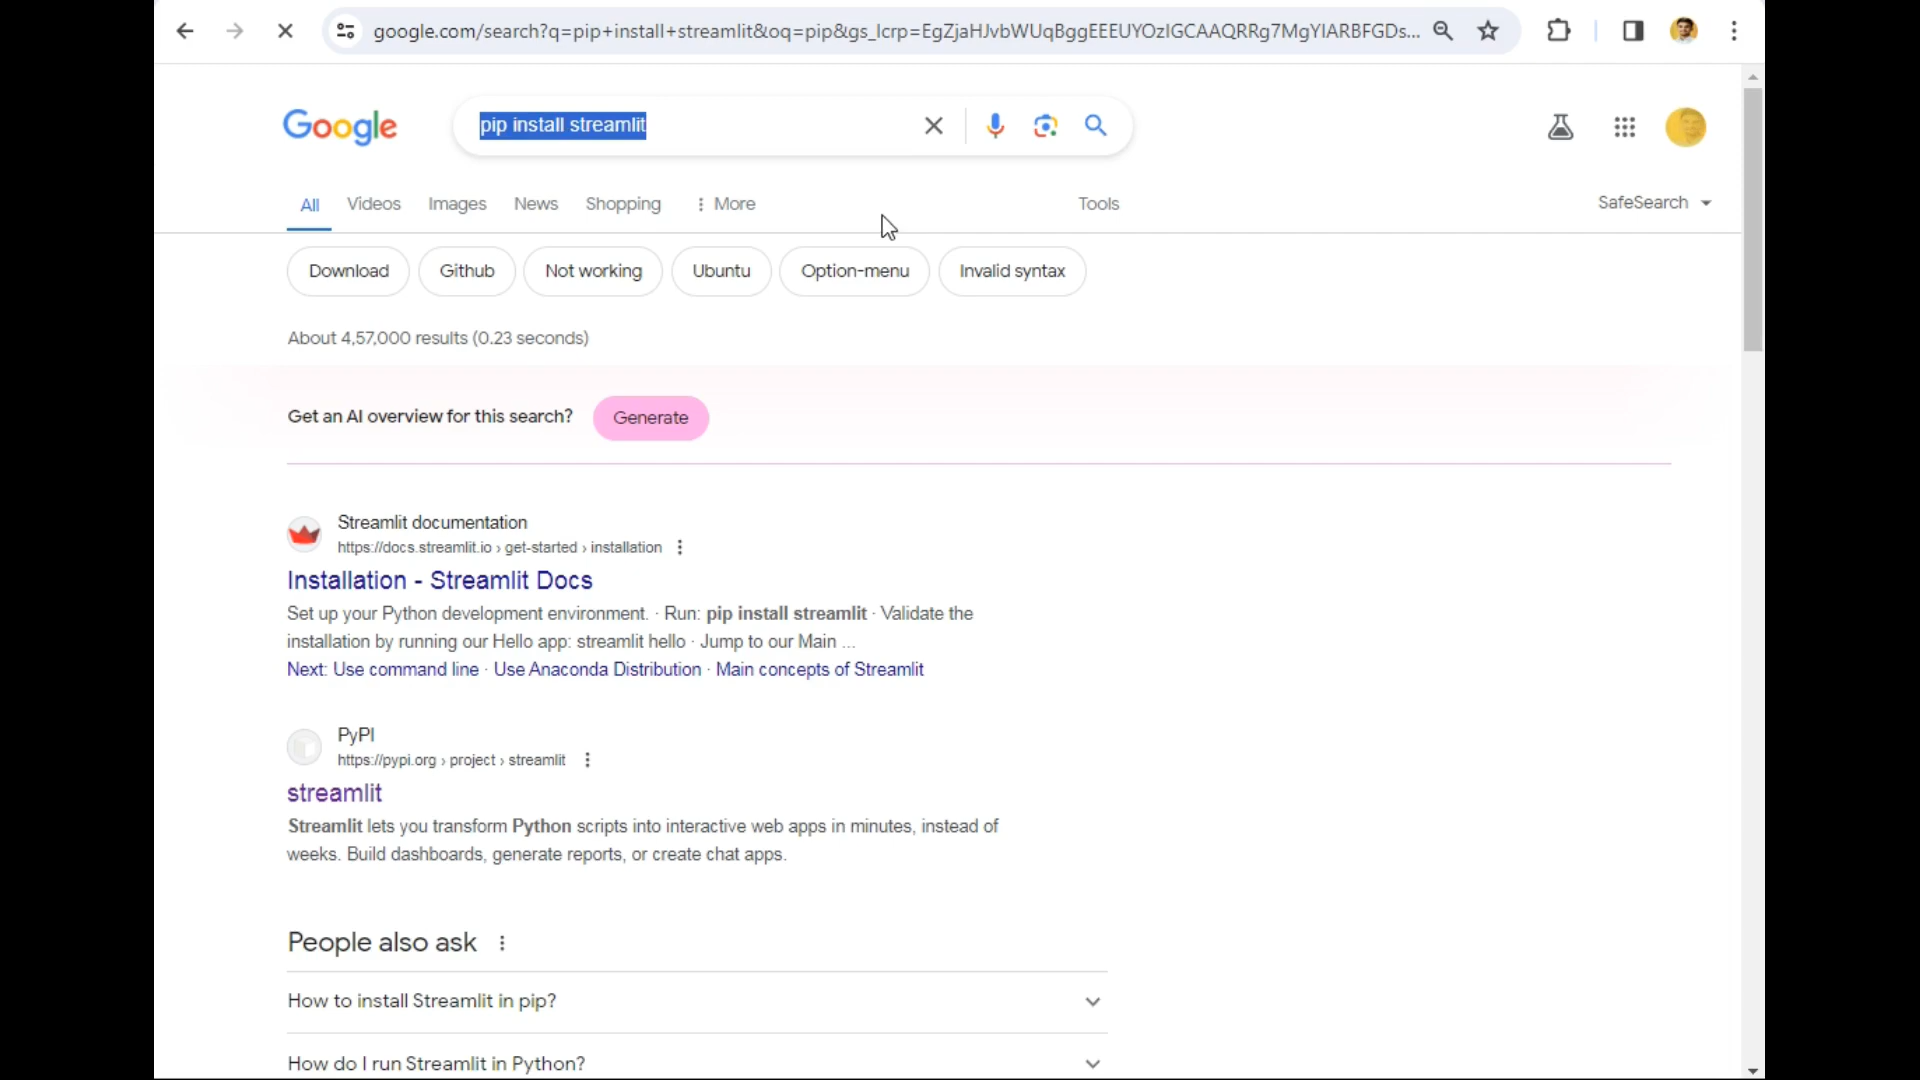 google.com/search?q=pip+install+streamlit&oq=pip&gs_lcrp=EgZjaHJvbWUqBggEEEUYOzIGCAAQRRg7MgYIARBFGDs...
Google
pip install streamlit
All Videos Images News Shopping More Tools SafeSearch
Download Github Not working Ubuntu Option-menu Invalid syntax
About 4,57,000 results (0.23 seconds)
Get an AI overview for this search? Generate
Streamlit documentation
https://docs.streamlit.io › get-started › installation
Installation - Streamlit Docs
Set up your Python development environment. · Run: pip install streamlit · Validate the
installation by running our Hello app: streamlit hello · Jump to our Main ...
Next: Use command line · Use Anaconda Distribution · Main concepts of Streamlit
PyPI
https://pypi.org › project › streamlit
streamlit
Streamlit lets you transform Python scripts into interactive web apps in minutes, instead of
weeks. Build dashboards, generate reports, or create chat apps.
People also ask
How to install Streamlit in pip?
How do I run Streamlit in Python?